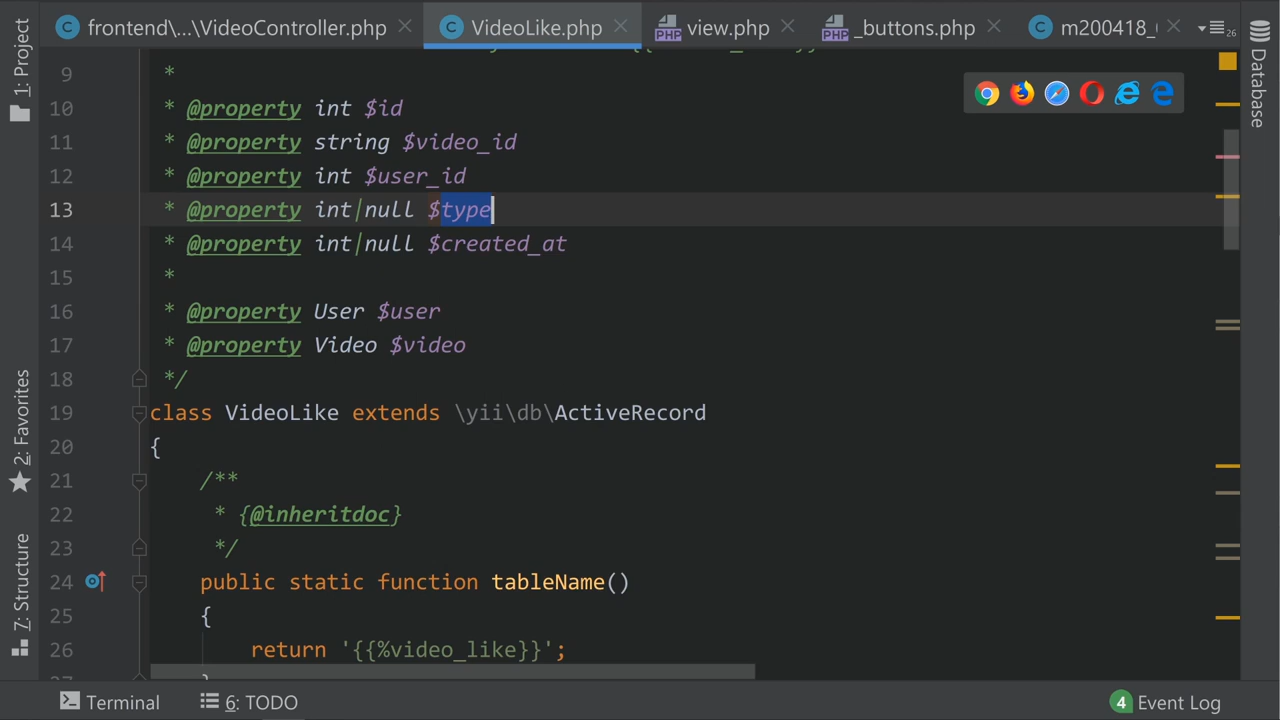 frontend\...\VideoController.php
VideoLike.php
view.php
_buttons.php
m200418_
26
1: Project
2: Favorites
7: Structure
Database
9 *
10 * @property int $id
11 * @property string $video_id
12 * @property int $user_id
13 * @property int|null $type
14 * @property int|null $created_at
15 *
16 * @property User $user
17 * @property Video $video
18 */
19 class VideoLike extends \yii\db\ActiveRecord
20 {
21 /**
22 * {@inheritdoc}
23 */
24 public static function tableName()
25 {
26 return '{{%video_like}}';
Terminal
6: TODO
4 Event Log